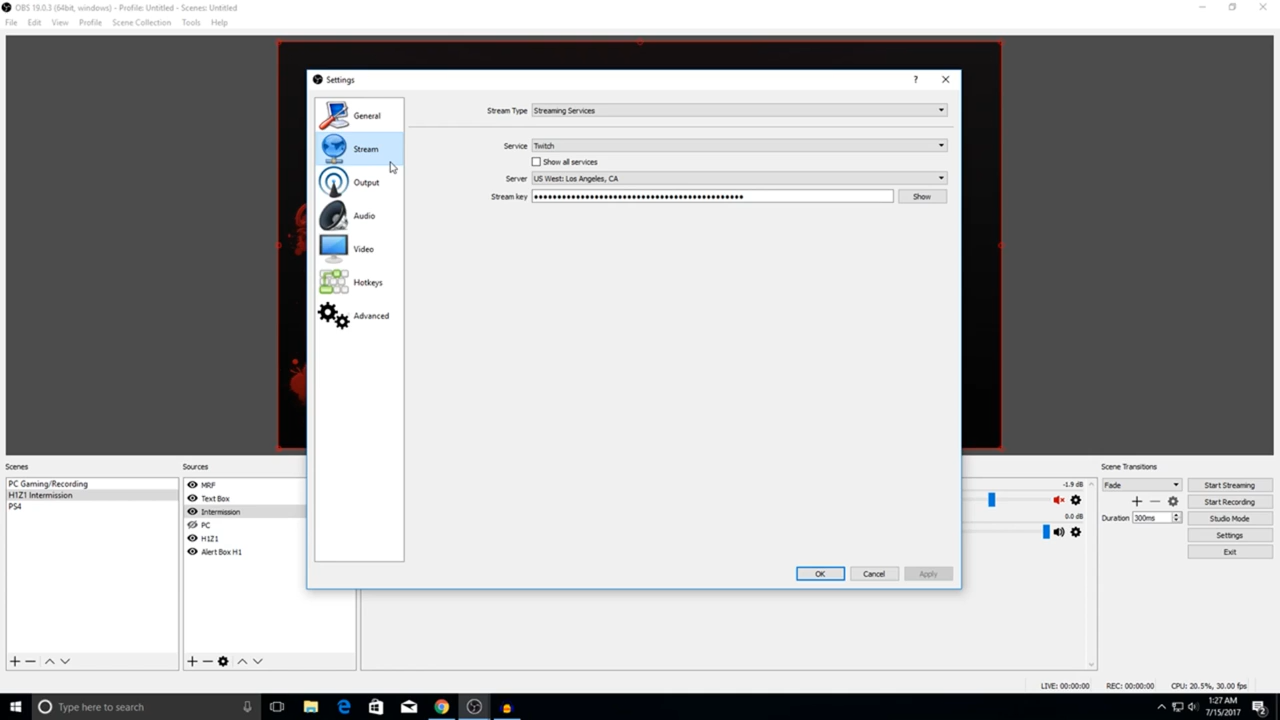 OBS 19.0.3 (64bit, windows) - Profile: Untitled - Scenes: Untitled
File Edit View Profile Scene Collection Tools Help
Settings
?
General
Stream
Output
Audio
Video
Hotkeys
Advanced
Stream Type Streaming Services
Service Twitch
Show all services
Server US West: Los Angeles, CA
Stream key ●●●●●●●●●●●●●●●●●●●●●●●●●●●●●●●●●●●●●●●●●●●● Show
OK Cancel Apply
Scenes
PC Gaming/Recording
H1Z1 Intermission
PS4
Sources
MRF
Text Box
Intermission
PC
H1Z1
Alert Box H1
-1.9 dB
0.0 dB
Scene Transitions
Fade
Duration 300ms
Start Streaming
Start Recording
Studio Mode
Settings
Exit
LIVE: 00:00:00 REC: 00:00:00 CPU: 20.5%, 30.00 fps
Type here to search
1:27 AM
7/15/2017
2